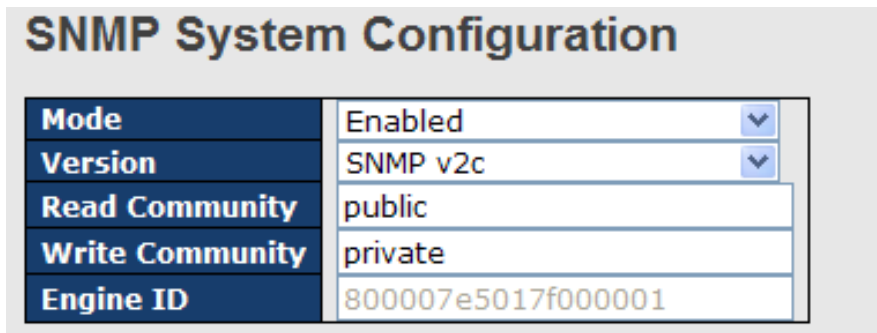 SNMP System Configuration
Mode Enabled
Version SNMP v2c
Read Community public
Write Community private
Engine ID 800007e5017f000001